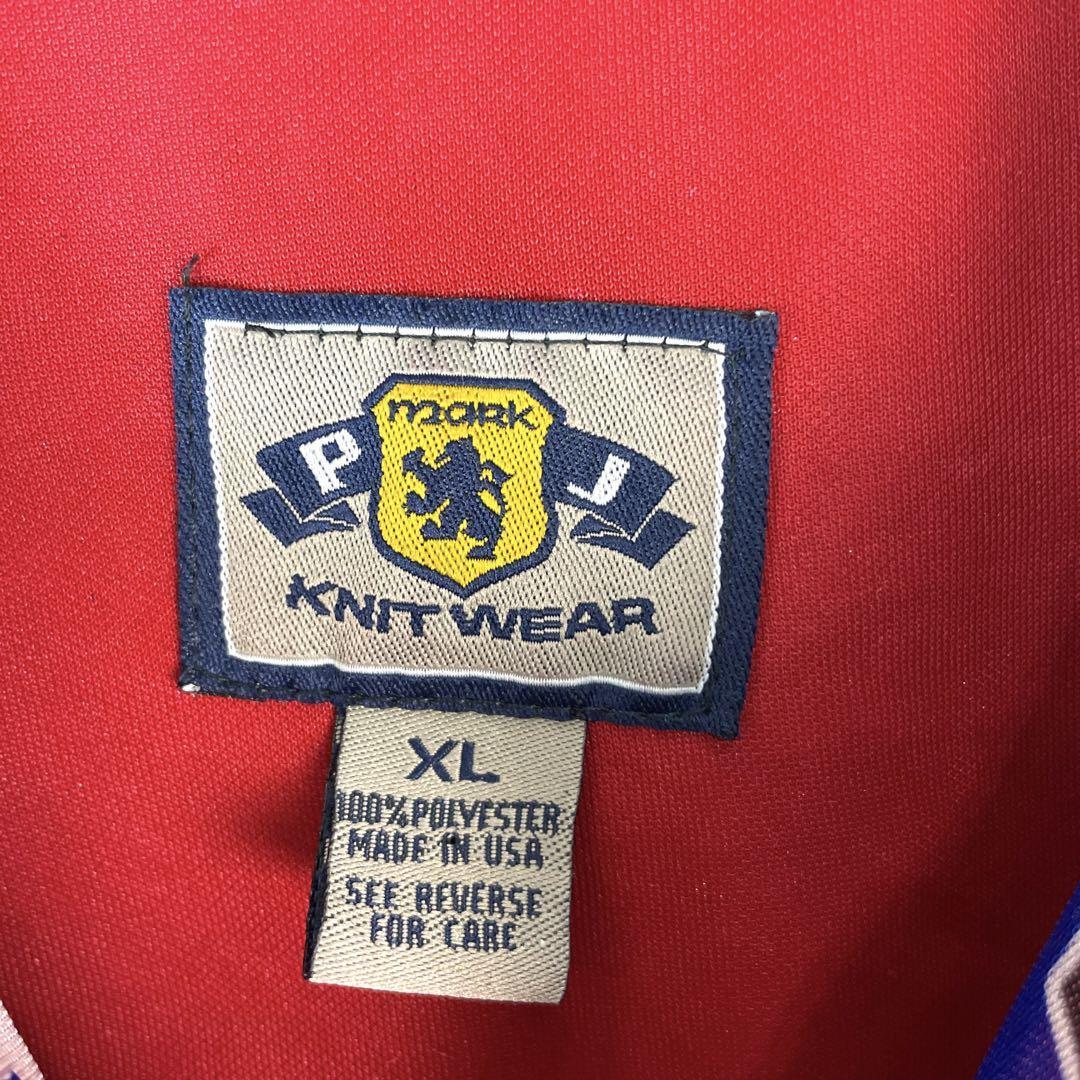 mark
P J
KNIT WEAR
XL
100% POLYESTER
MADE IN USA
SEE REVERSE
FOR CARE